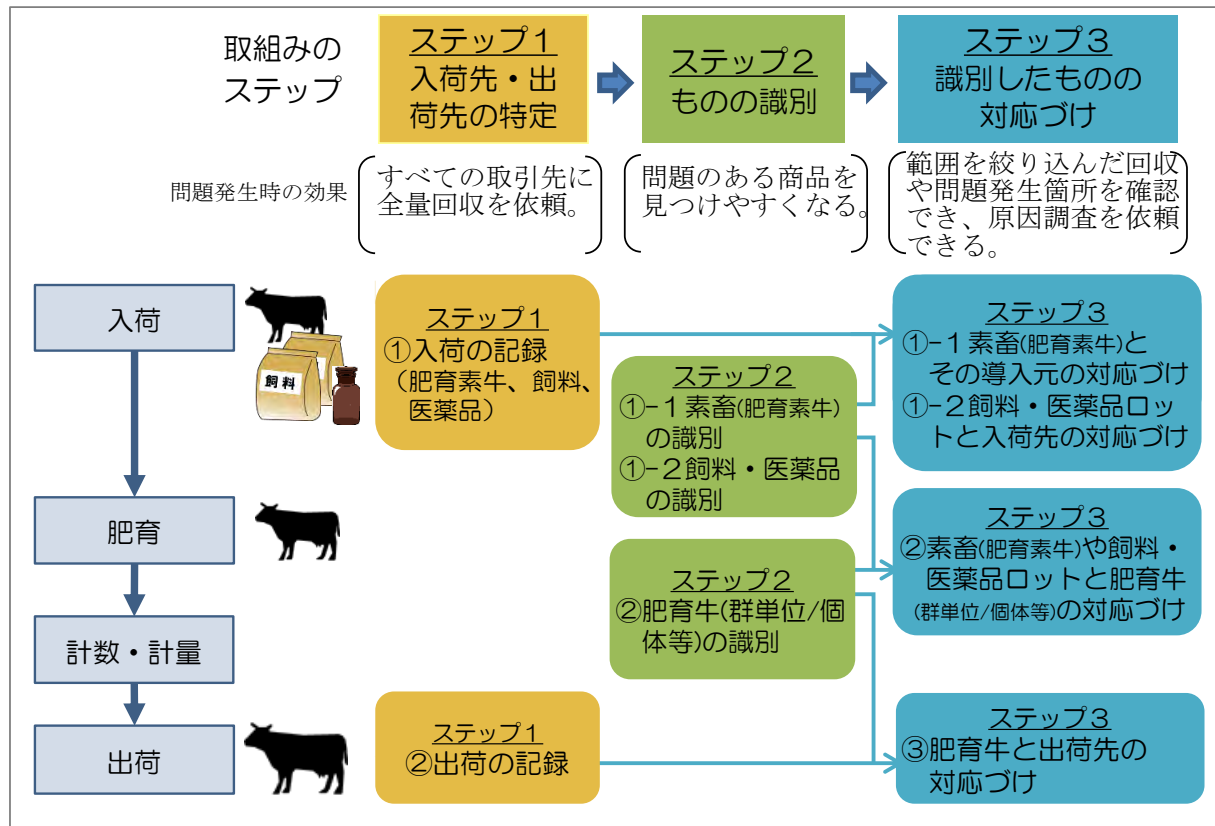 取組みの
ステップ
ステップ1
入荷先・出
荷先の特定
ステップ2
ものの識別
ステップ3
識別したものの
対応づけ
問題発生時の効果
すべての取引先に
全量回収を依頼。
問題のある商品を
見つけやすくなる。
範囲を絞り込んだ回収
や問題発生箇所を確認
でき、原因調査を依頼
できる。
入荷
飼料
肥育
計数・計量
出荷
ステップ1
①入荷の記録
(肥育素牛、飼料、
医薬品)
ステップ2
①-1素畜(肥育素牛)
の識別
①-2飼料・医薬品
の識別
ステップ3
①-1素畜(肥育素牛)と
その導入元の対応づけ
①-2飼料・医薬品ロッ
トと入荷先の対応づけ
ステップ2
②肥育牛(群単位/個
体等)の識別
ステップ3
②素畜(肥育素牛)や飼料・
医薬品ロットと肥育牛
(群単位/個体等)の対応づけ
ステップ1
②出荷の記録
ステップ3
③肥育牛と出荷先の
対応づけ